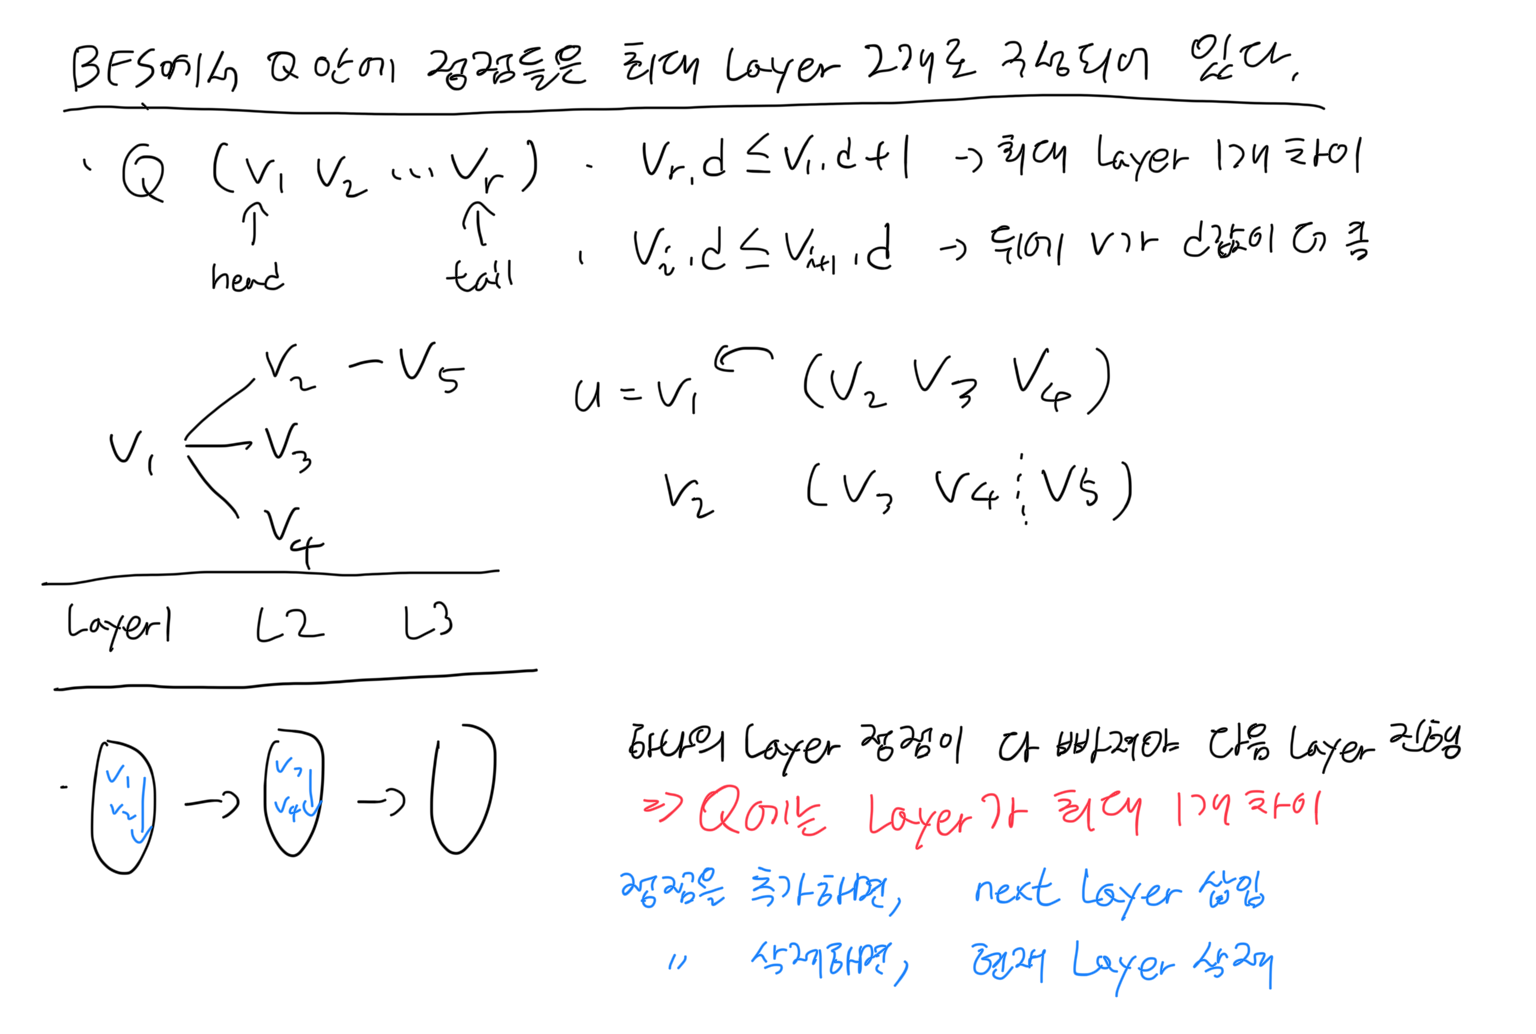 BFS에서 Q 안에 정점들은 최대 Layer 2개로 구성되어 있다.
· Q (V1 V2 ... Vr) · Vr.d ≤ V1.d+1 → 최대 Layer 1개 차이
head tail · Vi.d ≤ Vi+1.d → 뒤에 V가 d값이 더 큼
V2 - V5
V1 V3
V4
u = V1 (V2 V3 V4)
V2 (V3 V4 ⋮ V5)
Layer1 L2 L3
· V1 → V3 →
V2 V4
하나의 Layer 정점이 다 빠져야 다음 Layer 진행
⇒ Q에는 Layer가 최대 1개 차이
정점을 추가하면, next Layer 삽입
〃 삭제하면, 현재 Layer 삭제